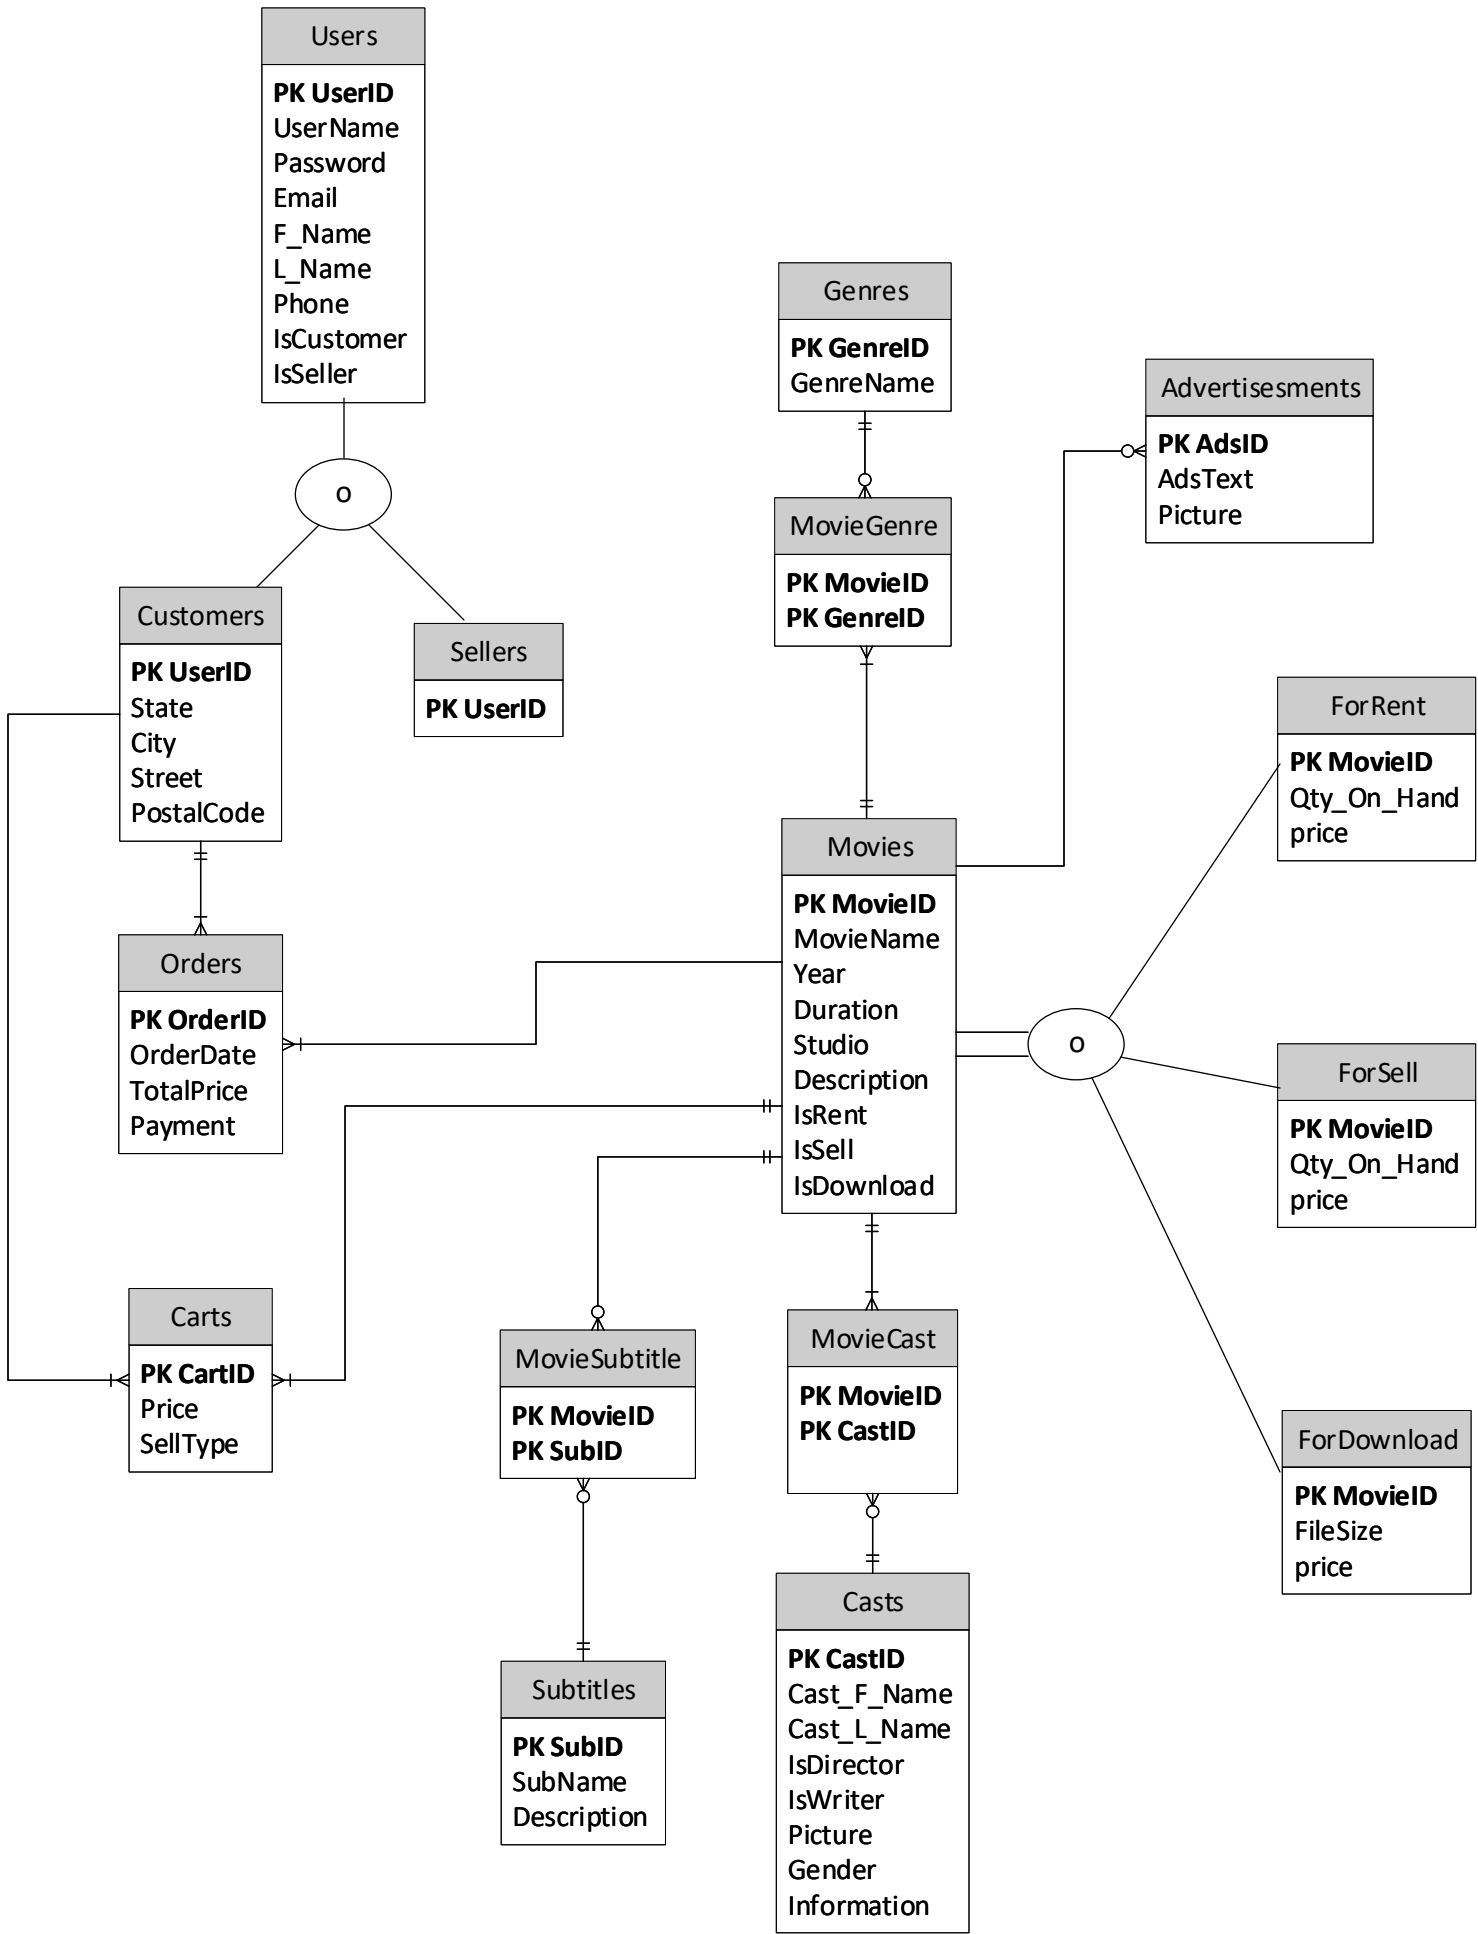 Users
PK UserID
UserName
Password
Email
F_Name
L_Name
Phone
IsCustomer
IsSeller
o
Customers
PK UserID
State
City
Street
PostalCode
Sellers
PK UserID
Orders
PK OrderID
OrderDate
TotalPrice
Payment
Carts
PK CartID
Price
SellType
Genres
PK GenreID
GenreName
MovieGenre
PK MovieID
PK GenreID
Advertisesments
PK AdsID
AdsText
Picture
Movies
PK MovieID
MovieName
Year
Duration
Studio
Description
IsRent
IsSell
IsDownload
o
ForRent
PK MovieID
Qty_On_Hand
price
ForSell
PK MovieID
Qty_On_Hand
price
ForDownload
PK MovieID
FileSize
price
MovieSubtitle
PK MovieID
PK SubID
MovieCast
PK MovieID
PK CastID
Subtitles
PK SubID
SubName
Description
Casts
PK CastID
Cast_F_Name
Cast_L_Name
IsDirector
IsWriter
Picture
Gender
Information